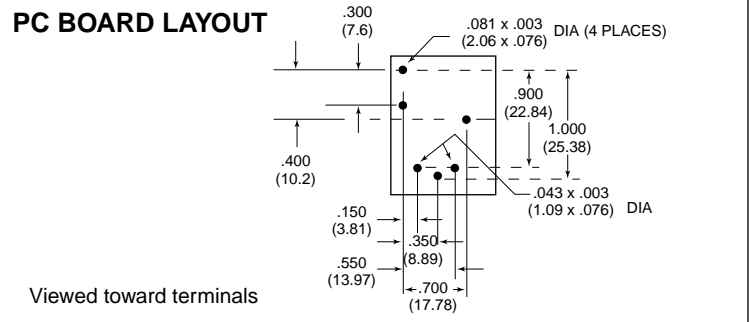 PC BOARD LAYOUT
.300
(7.6)
.081 x .003
(2.06 x .076)
DIA (4 PLACES)
.900
(22.84)
1.000
(25.38)
.400
(10.2)
.043 x .003
(1.09 x .076)
DIA
.150
(3.81)
.350
(8.89)
.550
(13.97)
.700
(17.78)
Viewed toward terminals